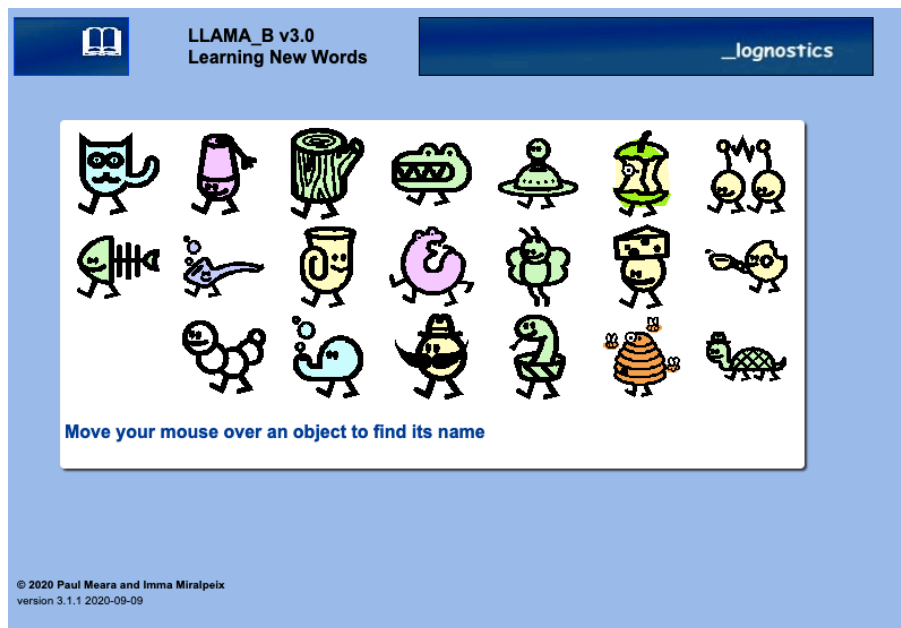 LLAMA_B v3.0
Learning New Words
_lognostics
Move your mouse over an object to find its name
© 2020 Paul Meara and Imma Miralpeix
version 3.1.1 2020-09-09